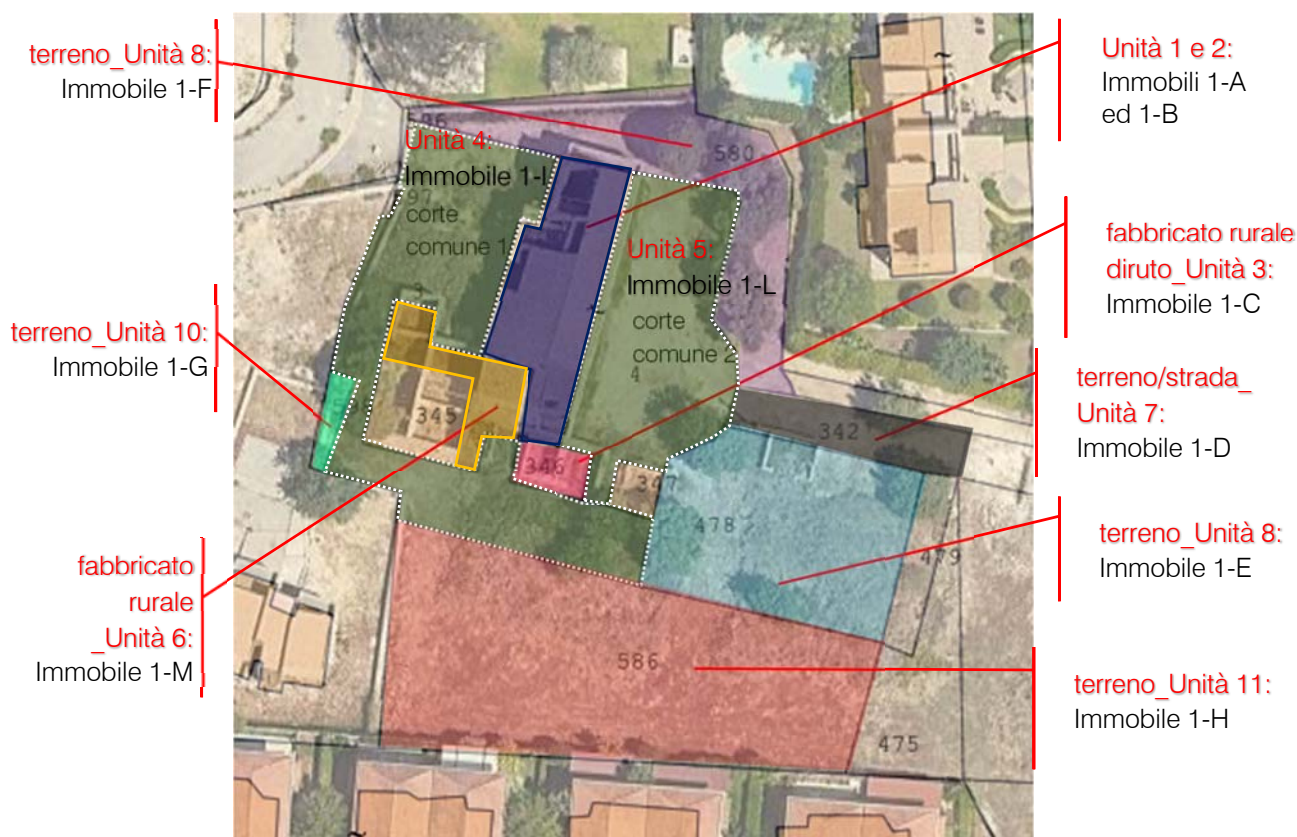 terreno_Unità 8:
Immobile 1-F
Unità 1 e 2:
Immobili 1-A
ed 1-B
596
Unità 4:
Immobile 1-I
597
corte
comune 1
580
Unità 5:
Immobile 1-L
corte
comune 2
4
fabbricato rurale
diruto_Unità 3:
Immobile 1-C
terreno_Unità 10:
Immobile 1-G
345
346
347
342
terreno/strada_
Unità 7:
Immobile 1-D
478
479
terreno_Unità 8:
Immobile 1-E
fabbricato
rurale
_Unità 6:
Immobile 1-M
586
terreno_Unità 11:
Immobile 1-H
475